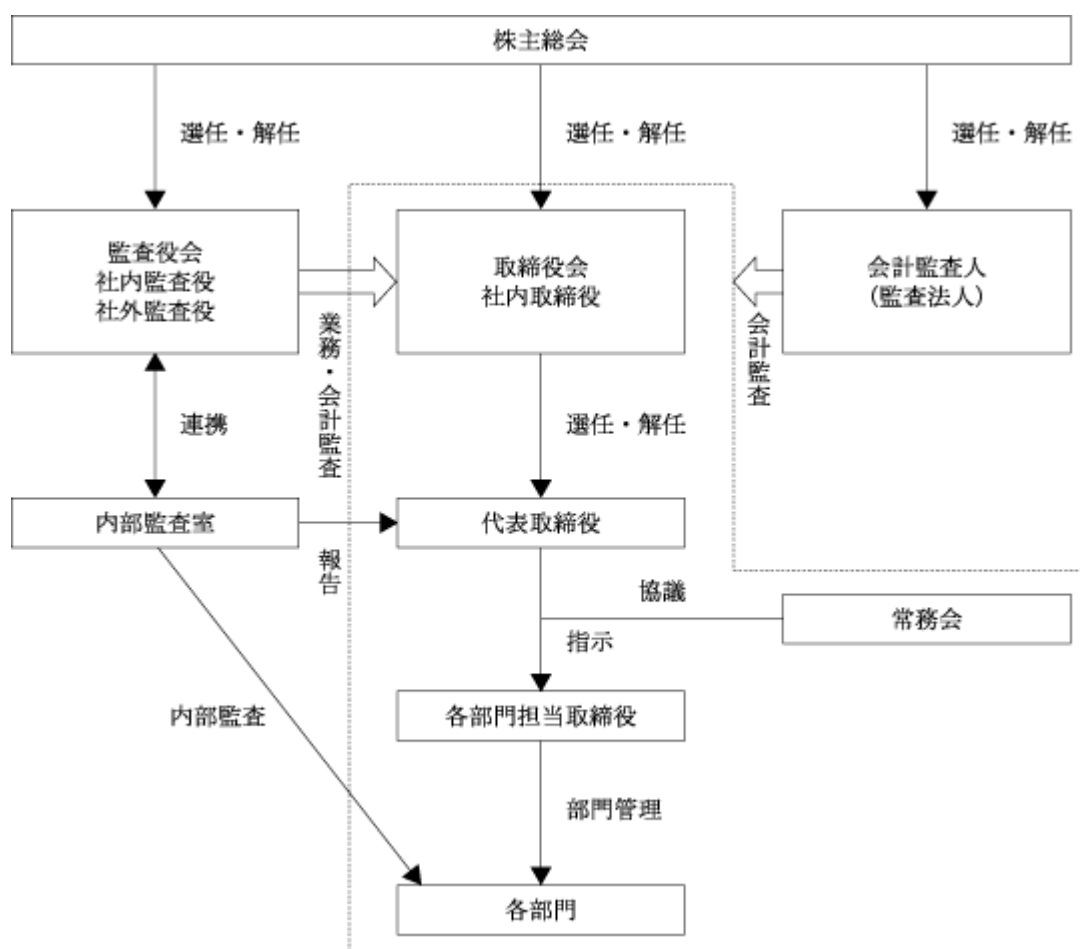 株主総会
選任・解任
選任・解任
選任・解任
監査役会
社内監査役
社外監査役
取締役会
社内取締役
会計監査人
(監査法人)
業務・会計監査
会計監査
連携
選任・解任
内部監査室
代表取締役
報告
協議
常務会
指示
各部門担当取締役
内部監査
部門管理
各部門